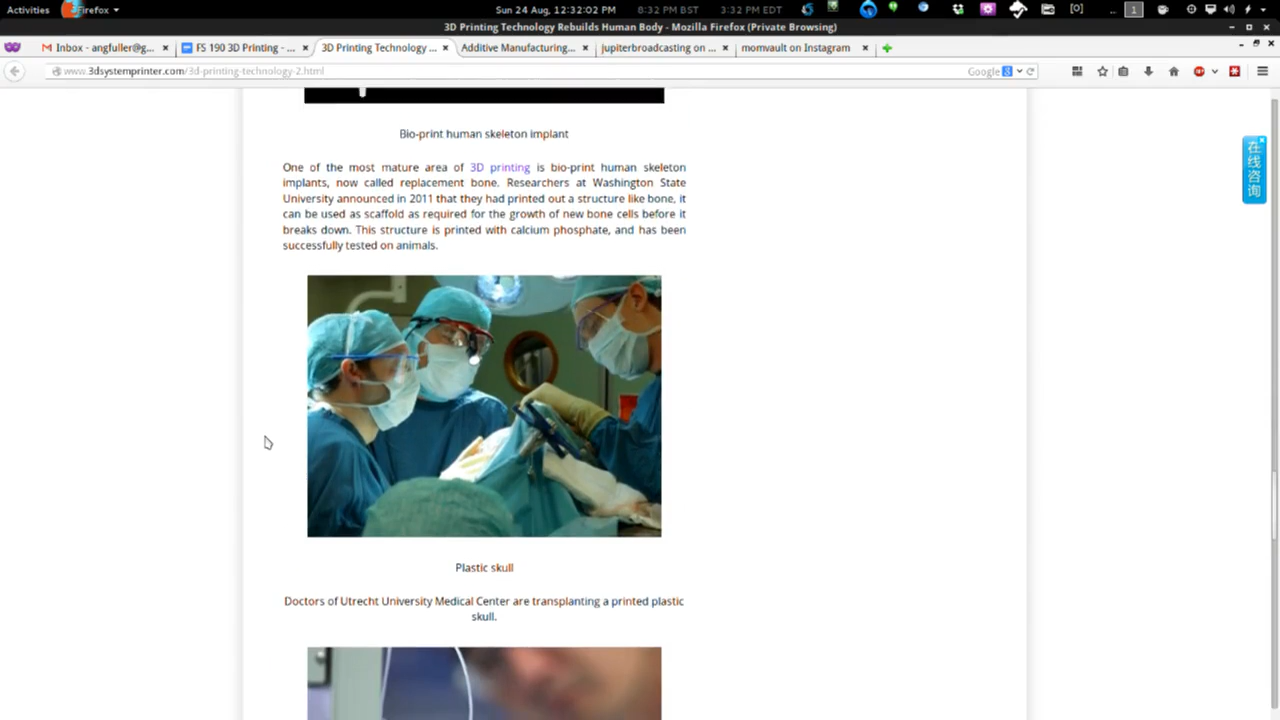 Activities
Firefox
Sun 24 Aug, 12:32:02 PM
8:32 PM BST
3:32 PM EDT
1
3D Printing Technology Rebuilds Human Body - Mozilla Firefox (Private Browsing)
Inbox - angfuller@g...
FS 190 3D Printing - ...
3D Printing Technology ...
Additive Manufacturing...
jupiterbroadcasting on ...
momvault on Instagram
www.3dsystemprinter.com/3d-printing-technology-2.html
Google
Bio-print human skeleton implant
One of the most mature area of 3D printing is bio-print human skeleton
implants, now called replacement bone. Researchers at Washington State
University announced in 2011 that they had printed out a structure like bone, it
can be used as scaffold as required for the growth of new bone cells before it
breaks down. This structure is printed with calcium phosphate, and has been
successfully tested on animals.
在线咨询
Plastic skull
Doctors of Utrecht University Medical Center are transplanting a printed plastic
skull.